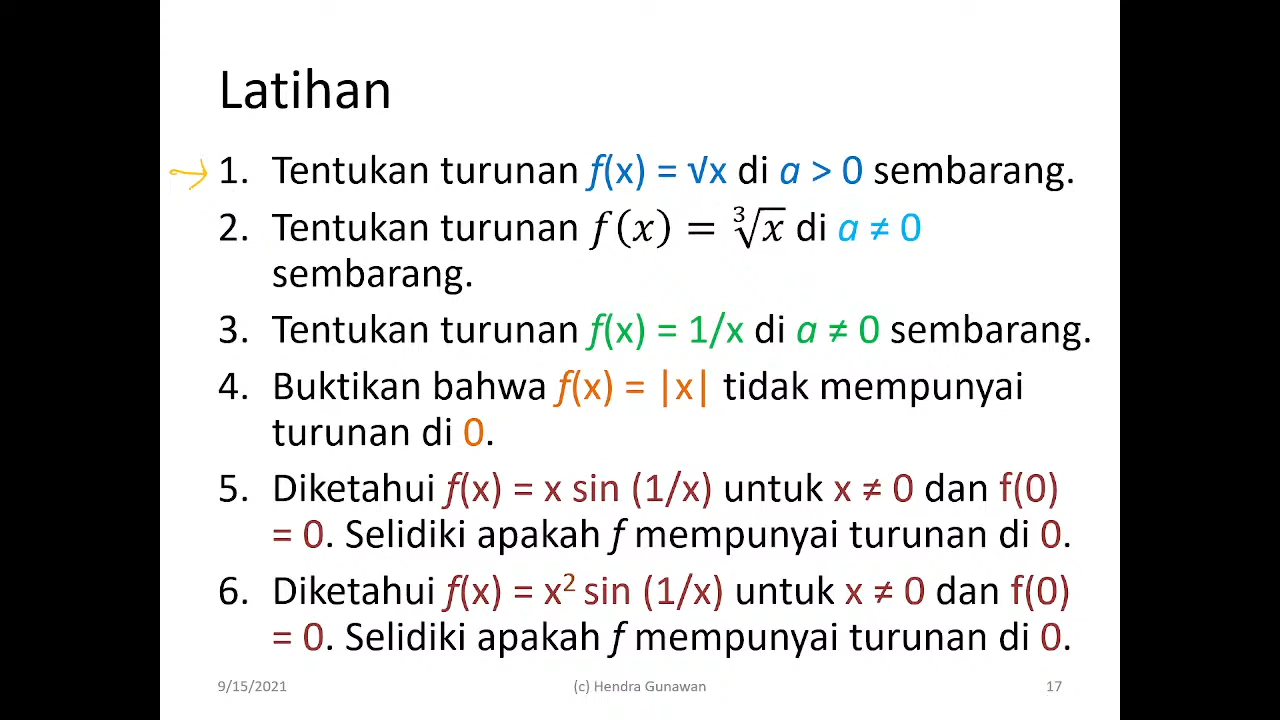 Latihan
1. Tentukan turunan f(x) = √x di a > 0 sembarang.
2. Tentukan turunan f(x) = ∛x di a ≠ 0
sembarang.
3. Tentukan turunan f(x) = 1/x di a ≠ 0 sembarang.
4. Buktikan bahwa f(x) = |x| tidak mempunyai
turunan di 0.
5. Diketahui f(x) = x sin (1/x) untuk x ≠ 0 dan f(0)
= 0. Selidiki apakah f mempunyai turunan di 0.
6. Diketahui f(x) = x² sin (1/x) untuk x ≠ 0 dan f(0)
= 0. Selidiki apakah f mempunyai turunan di 0.
9/15/2021 (c) Hendra Gunawan 17